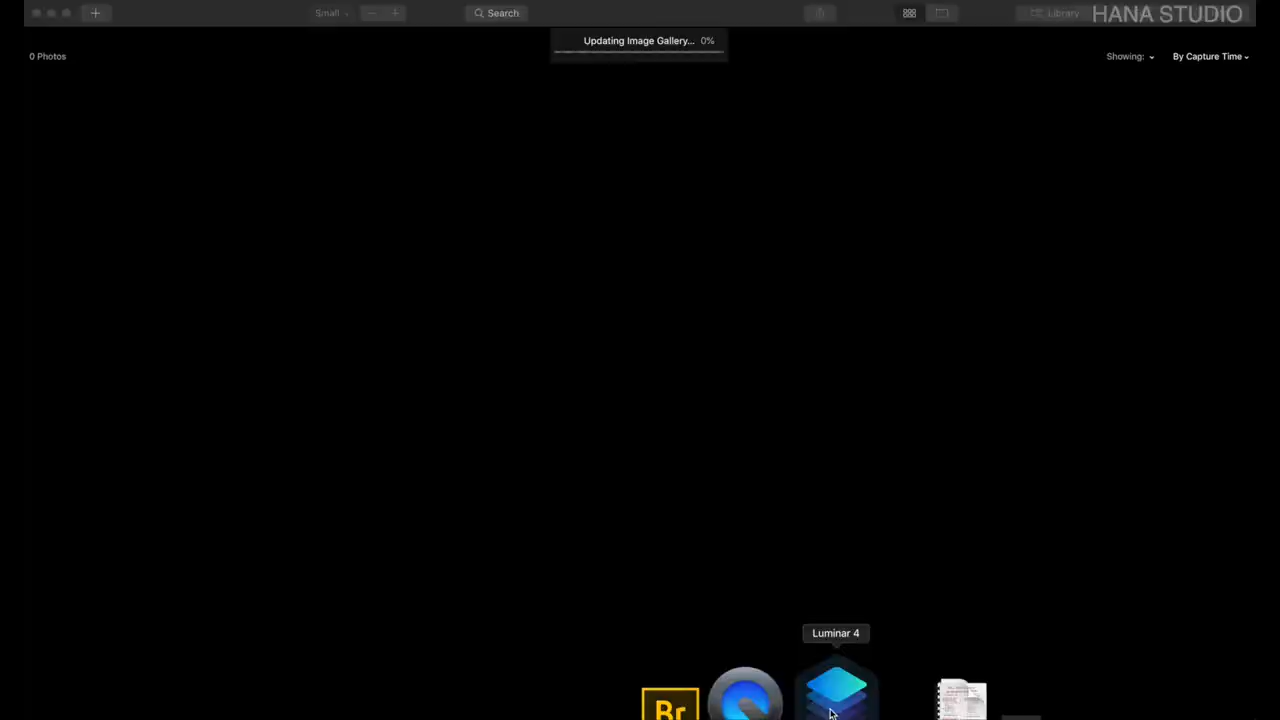 Small
Search
Library
HANA STUDIO
Updating Image Gallery... 0%
0 Photos
Showing:
By Capture Time
Luminar 4
Br